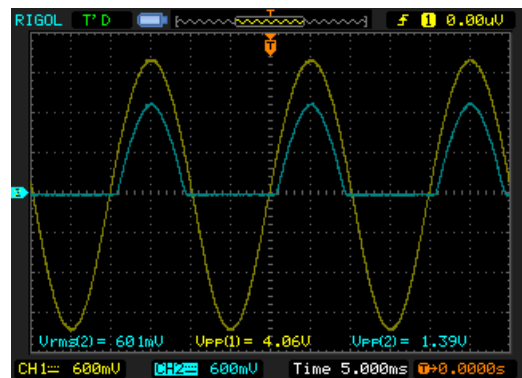 RIGOL T'D T f 1 0.00uV
T
Vrms(2)= 601mV Vpp(1)= 4.06V Vpp(2)= 1.39V
CH1 600mV CH2 600mV Time 5.000ms T→0.0000s